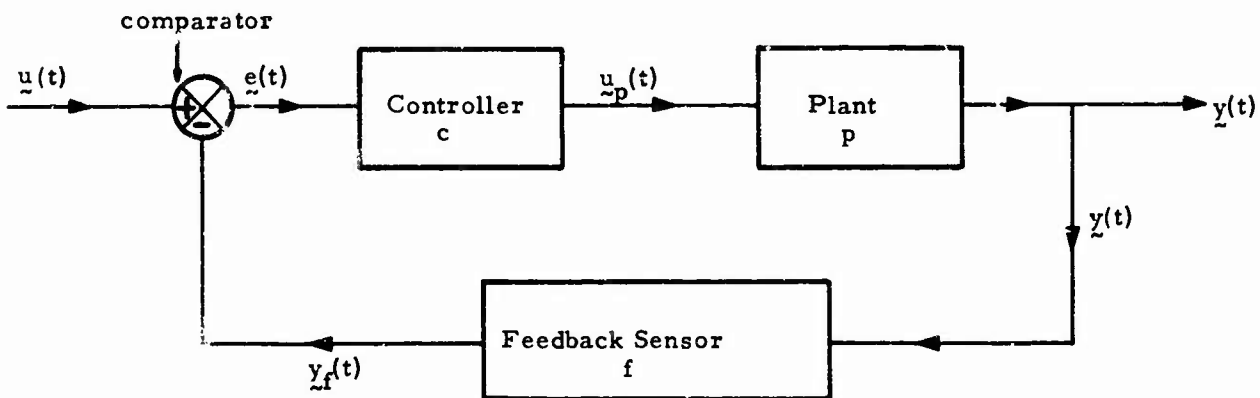 comparator
u(t)
e(t)
u_p(t)
+
-
Controller
c
Plant
p
y(t)
y(t)
Feedback Sensor
f
y_f(t)